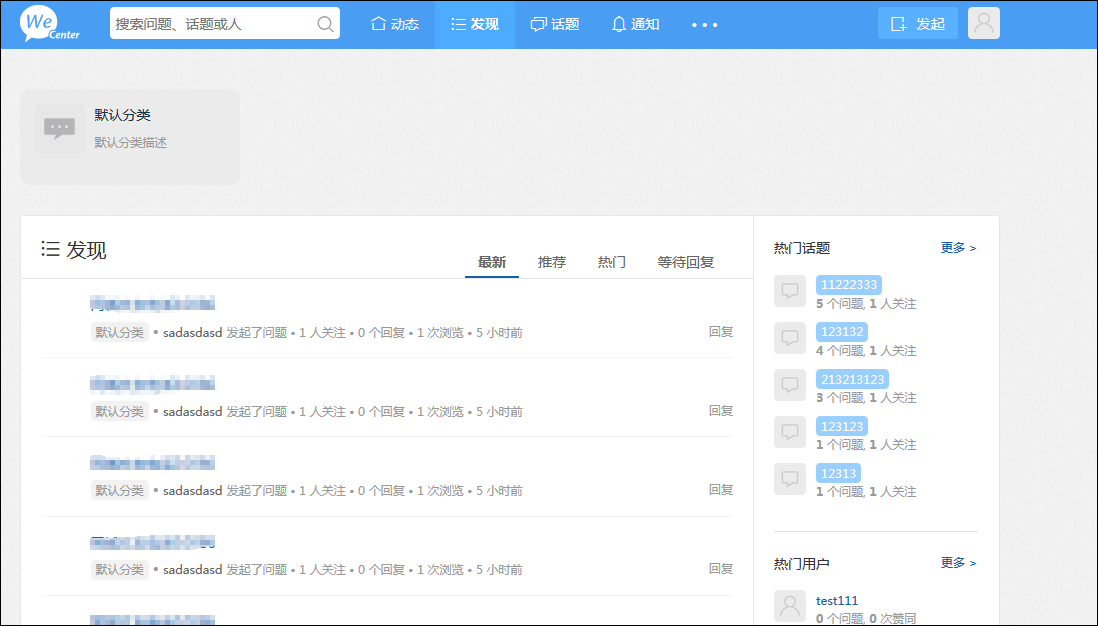 We Center
搜索问题、话题或人
动态
发现
话题
通知
发起
默认分类
默认分类描述
发现
最新
推荐
热门
等待回复
默认分类 • sadasdasd 发起了问题 • 1 人关注 • 0 个回复 • 1 次浏览 • 5 小时前
回复
默认分类 • sadasdasd 发起了问题 • 1 人关注 • 0 个回复 • 1 次浏览 • 5 小时前
回复
默认分类 • sadasdasd 发起了问题 • 1 人关注 • 0 个回复 • 1 次浏览 • 5 小时前
回复
默认分类 • sadasdasd 发起了问题 • 1 人关注 • 0 个回复 • 1 次浏览 • 5 小时前
回复
热门话题
更多 >
11222333
5 个问题, 1 人关注
123132
4 个问题, 1 人关注
213213123
3 个问题, 1 人关注
123123
1 个问题, 1 人关注
12313
1 个问题, 1 人关注
热门用户
更多 >
test111
0 个问题, 0 次赞同